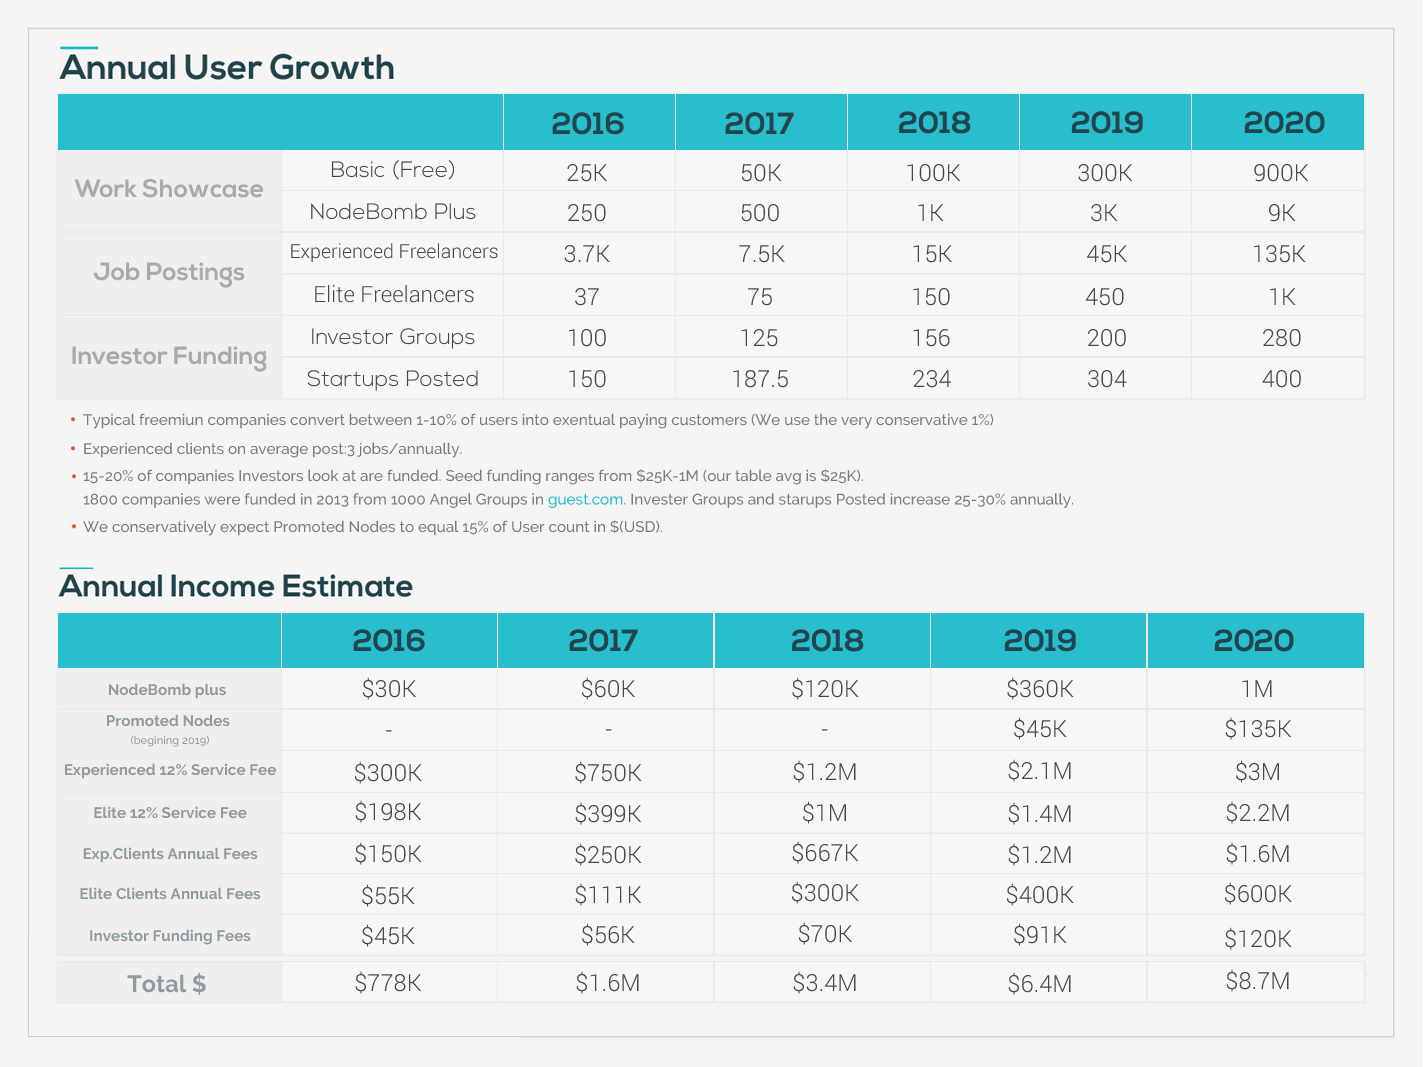 Annual User Growth
2016 2017 2018 2019 2020
Work Showcase
Basic (Free) 25K 50K 100K 300K 900K
NodeBomb Plus 250 500 1K 3K 9K
Job Postings
Experienced Freelancers 3.7K 7.5K 15K 45K 135K
Elite Freelancers 37 75 150 450 1K
Investor Funding
Investor Groups 100 125 156 200 280
Startups Posted 150 187.5 234 304 400
• Typical freemiun companies convert between 1-10% of users into exentual paying customers (We use the very conservative 1%)
• Experienced clients on average post:3 jobs/annually.
• 15-20% of companies Investors look at are funded. Seed funding ranges from $25K-1M (our table avg is $25K).
1800 companies were funded in 2013 from 1000 Angel Groups in guest.com. Invester Groups and starups Posted increase 25-30% annually.
• We conservatively expect Promoted Nodes to equal 15% of User count in $(USD).
Annual Income Estimate
2016 2017 2018 2019 2020
NodeBomb plus $30K $60K $120K $360K 1M
Promoted Nodes - - - $45K $135K
(begining 2019)
Experienced 12% Service Fee $300K $750K $1.2M $2.1M $3M
Elite 12% Service Fee $198K $399K $1M $1.4M $2.2M
Exp.Clients Annual Fees $150K $250K $667K $1.2M $1.6M
Elite Clients Annual Fees $55K $111K $300K $400K $600K
Investor Funding Fees $45K $56K $70K $91K $120K
Total $ $778K $1.6M $3.4M $6.4M $8.7M